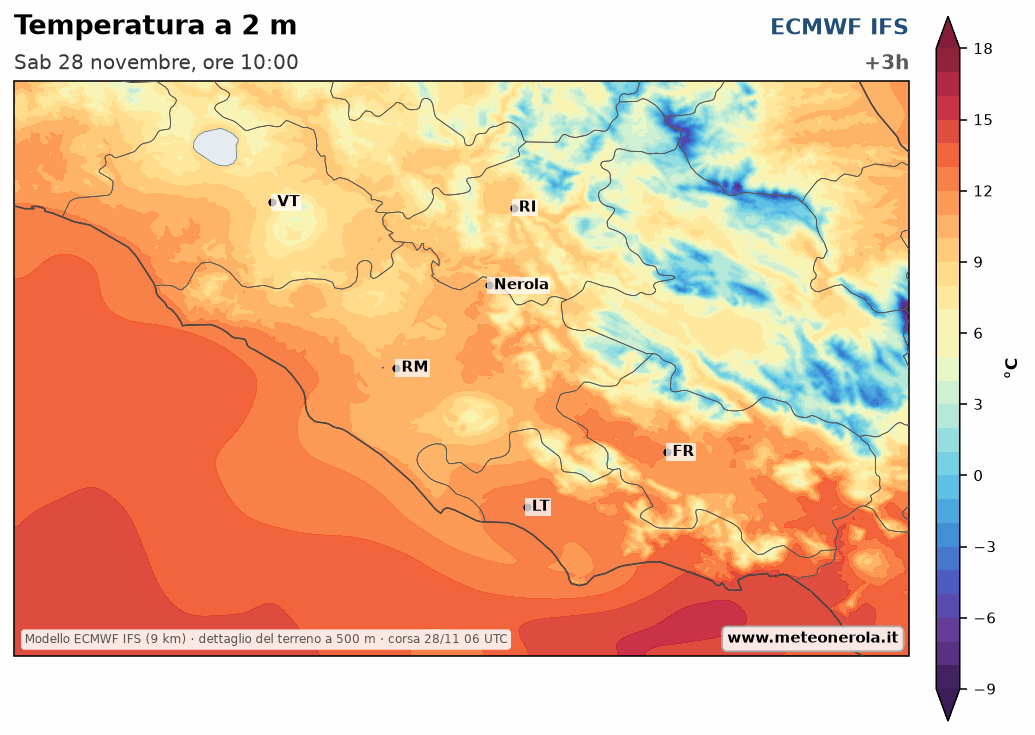 Temperatura a 2 m
ECMWF IFS
Sab 28 novembre, ore 10:00
+3h
18
15
12
9
6
3
0
−3
−6
−9
°C
VT
RI
Nerola
RM
FR
LT
Modello ECMWF IFS (9 km) · dettaglio del terreno a 500 m · corsa 28/11 06 UTC
www.meteonerola.it